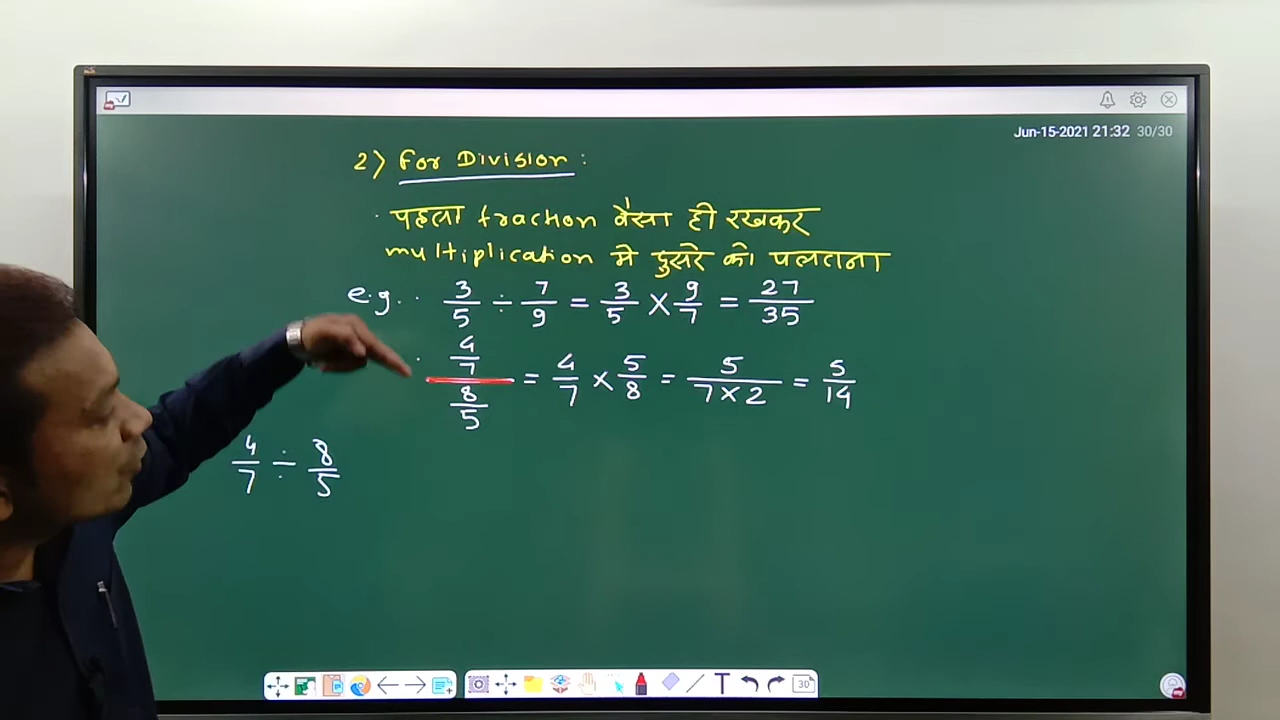 Jun-15-2021 21:32 30/30
2) For Division :
· पहला fraction वैसा ही रखकर
multiplication मे दुसरे को पलटाना
e.g. · 3/5 ÷ 7/9 = 3/5 × 9/7 = 27/35
· 4/7 / 8/5 = 4/7 × 5/8 = 5/7×2 = 5/14
4/7 ÷ 8/5
T 30